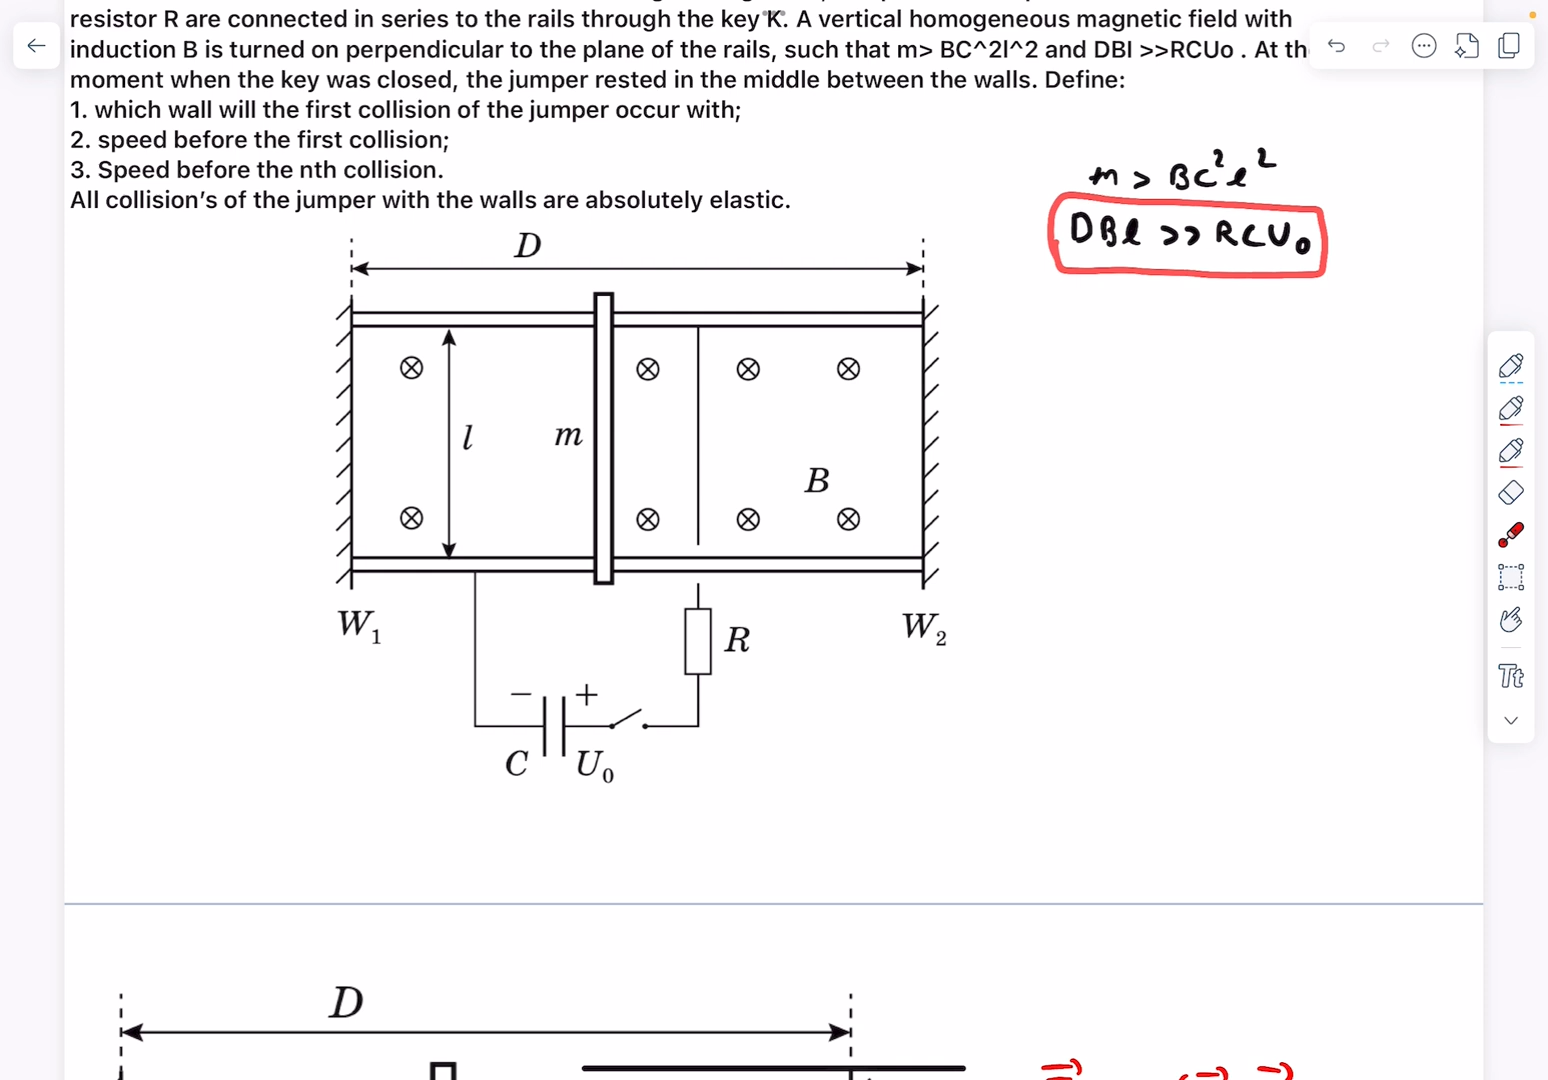 resistor R are connected in series to the rails through the key K. A vertical homogeneous magnetic field with
induction B is turned on perpendicular to the plane of the rails, such that m> BC^2l^2 and DBl >>RCUo . At th
moment when the key was closed, the jumper rested in the middle between the walls. Define:
1. which wall will the first collision of the jumper occur with;
2. speed before the first collision;
3. Speed before the nth collision.
All collision's of the jumper with the walls are absolutely elastic.
m > BC²l²
DBl >> RCU₀
D
l
m
B
W₁
W₂
R
− +
C
U₀
Tt
D